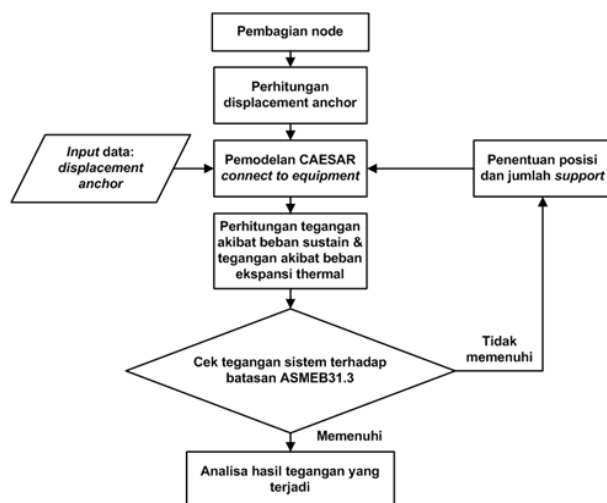 Pembagian node
Perhitungan
displacement anchor
Input data:
displacement
anchor
Pemodelan CAESAR
connect to equipment
Penentuan posisi
dan jumlah support
Perhitungan tegangan
akibat beban sustain &
tegangan akibat beban
ekspansi thermal
Cek tegangan sistem terhadap
batasan ASMEB31.3
Tidak
memenuhi
Memenuhi
Analisa hasil tegangan yang
terjadi